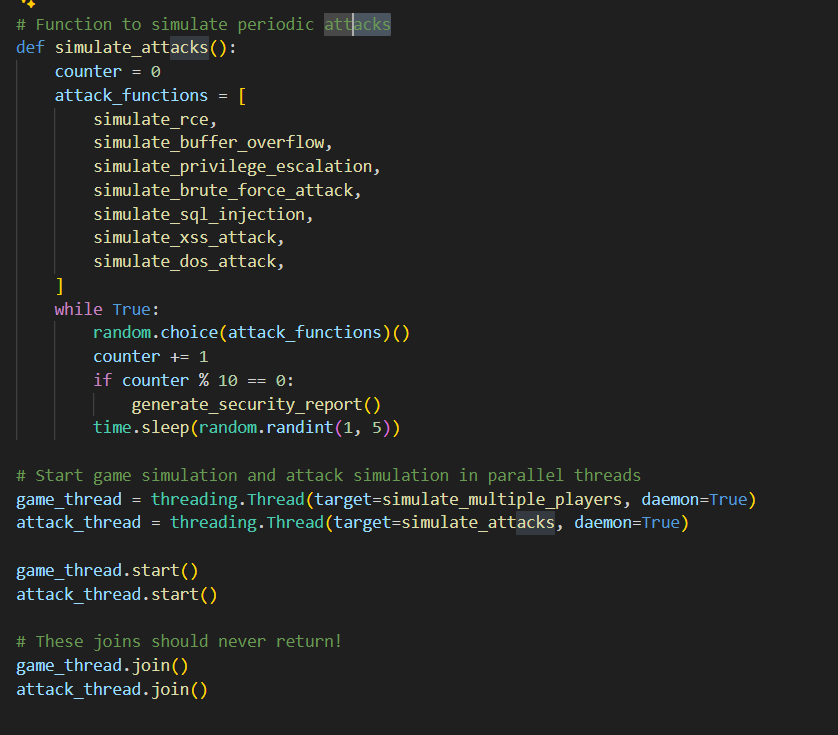 # Function to simulate periodic attacks
def simulate_attacks():
    counter = 0
    attack_functions = [
        simulate_rce,
        simulate_buffer_overflow,
        simulate_privilege_escalation,
        simulate_brute_force_attack,
        simulate_sql_injection,
        simulate_xss_attack,
        simulate_dos_attack,
    ]
    while True:
        random.choice(attack_functions)()
        counter += 1
        if counter % 10 == 0:
            generate_security_report()
        time.sleep(random.randint(1, 5))

# Start game simulation and attack simulation in parallel threads
game_thread = threading.Thread(target=simulate_multiple_players, daemon=True)
attack_thread = threading.Thread(target=simulate_attacks, daemon=True)

game_thread.start()
attack_thread.start()

# These joins should never return!
game_thread.join()
attack_thread.join()